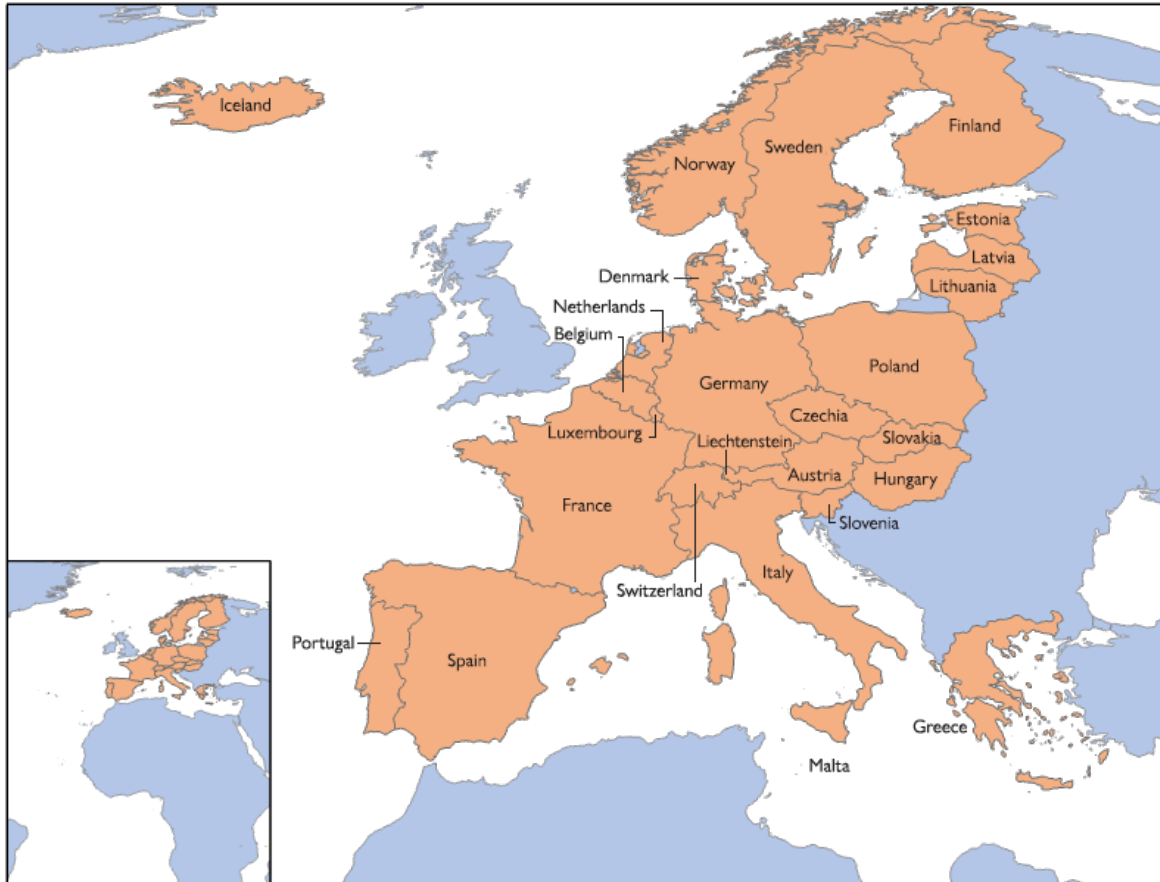 Iceland
Finland
Sweden
Norway
Estonia
Latvia
Denmark
Lithuania
Netherlands
Belgium
Poland
Germany
Czechia
Luxembourg
Liechtenstein
Slovakia
Austria
Hungary
France
Slovenia
Italy
Switzerland
Portugal
Spain
Greece
Malta